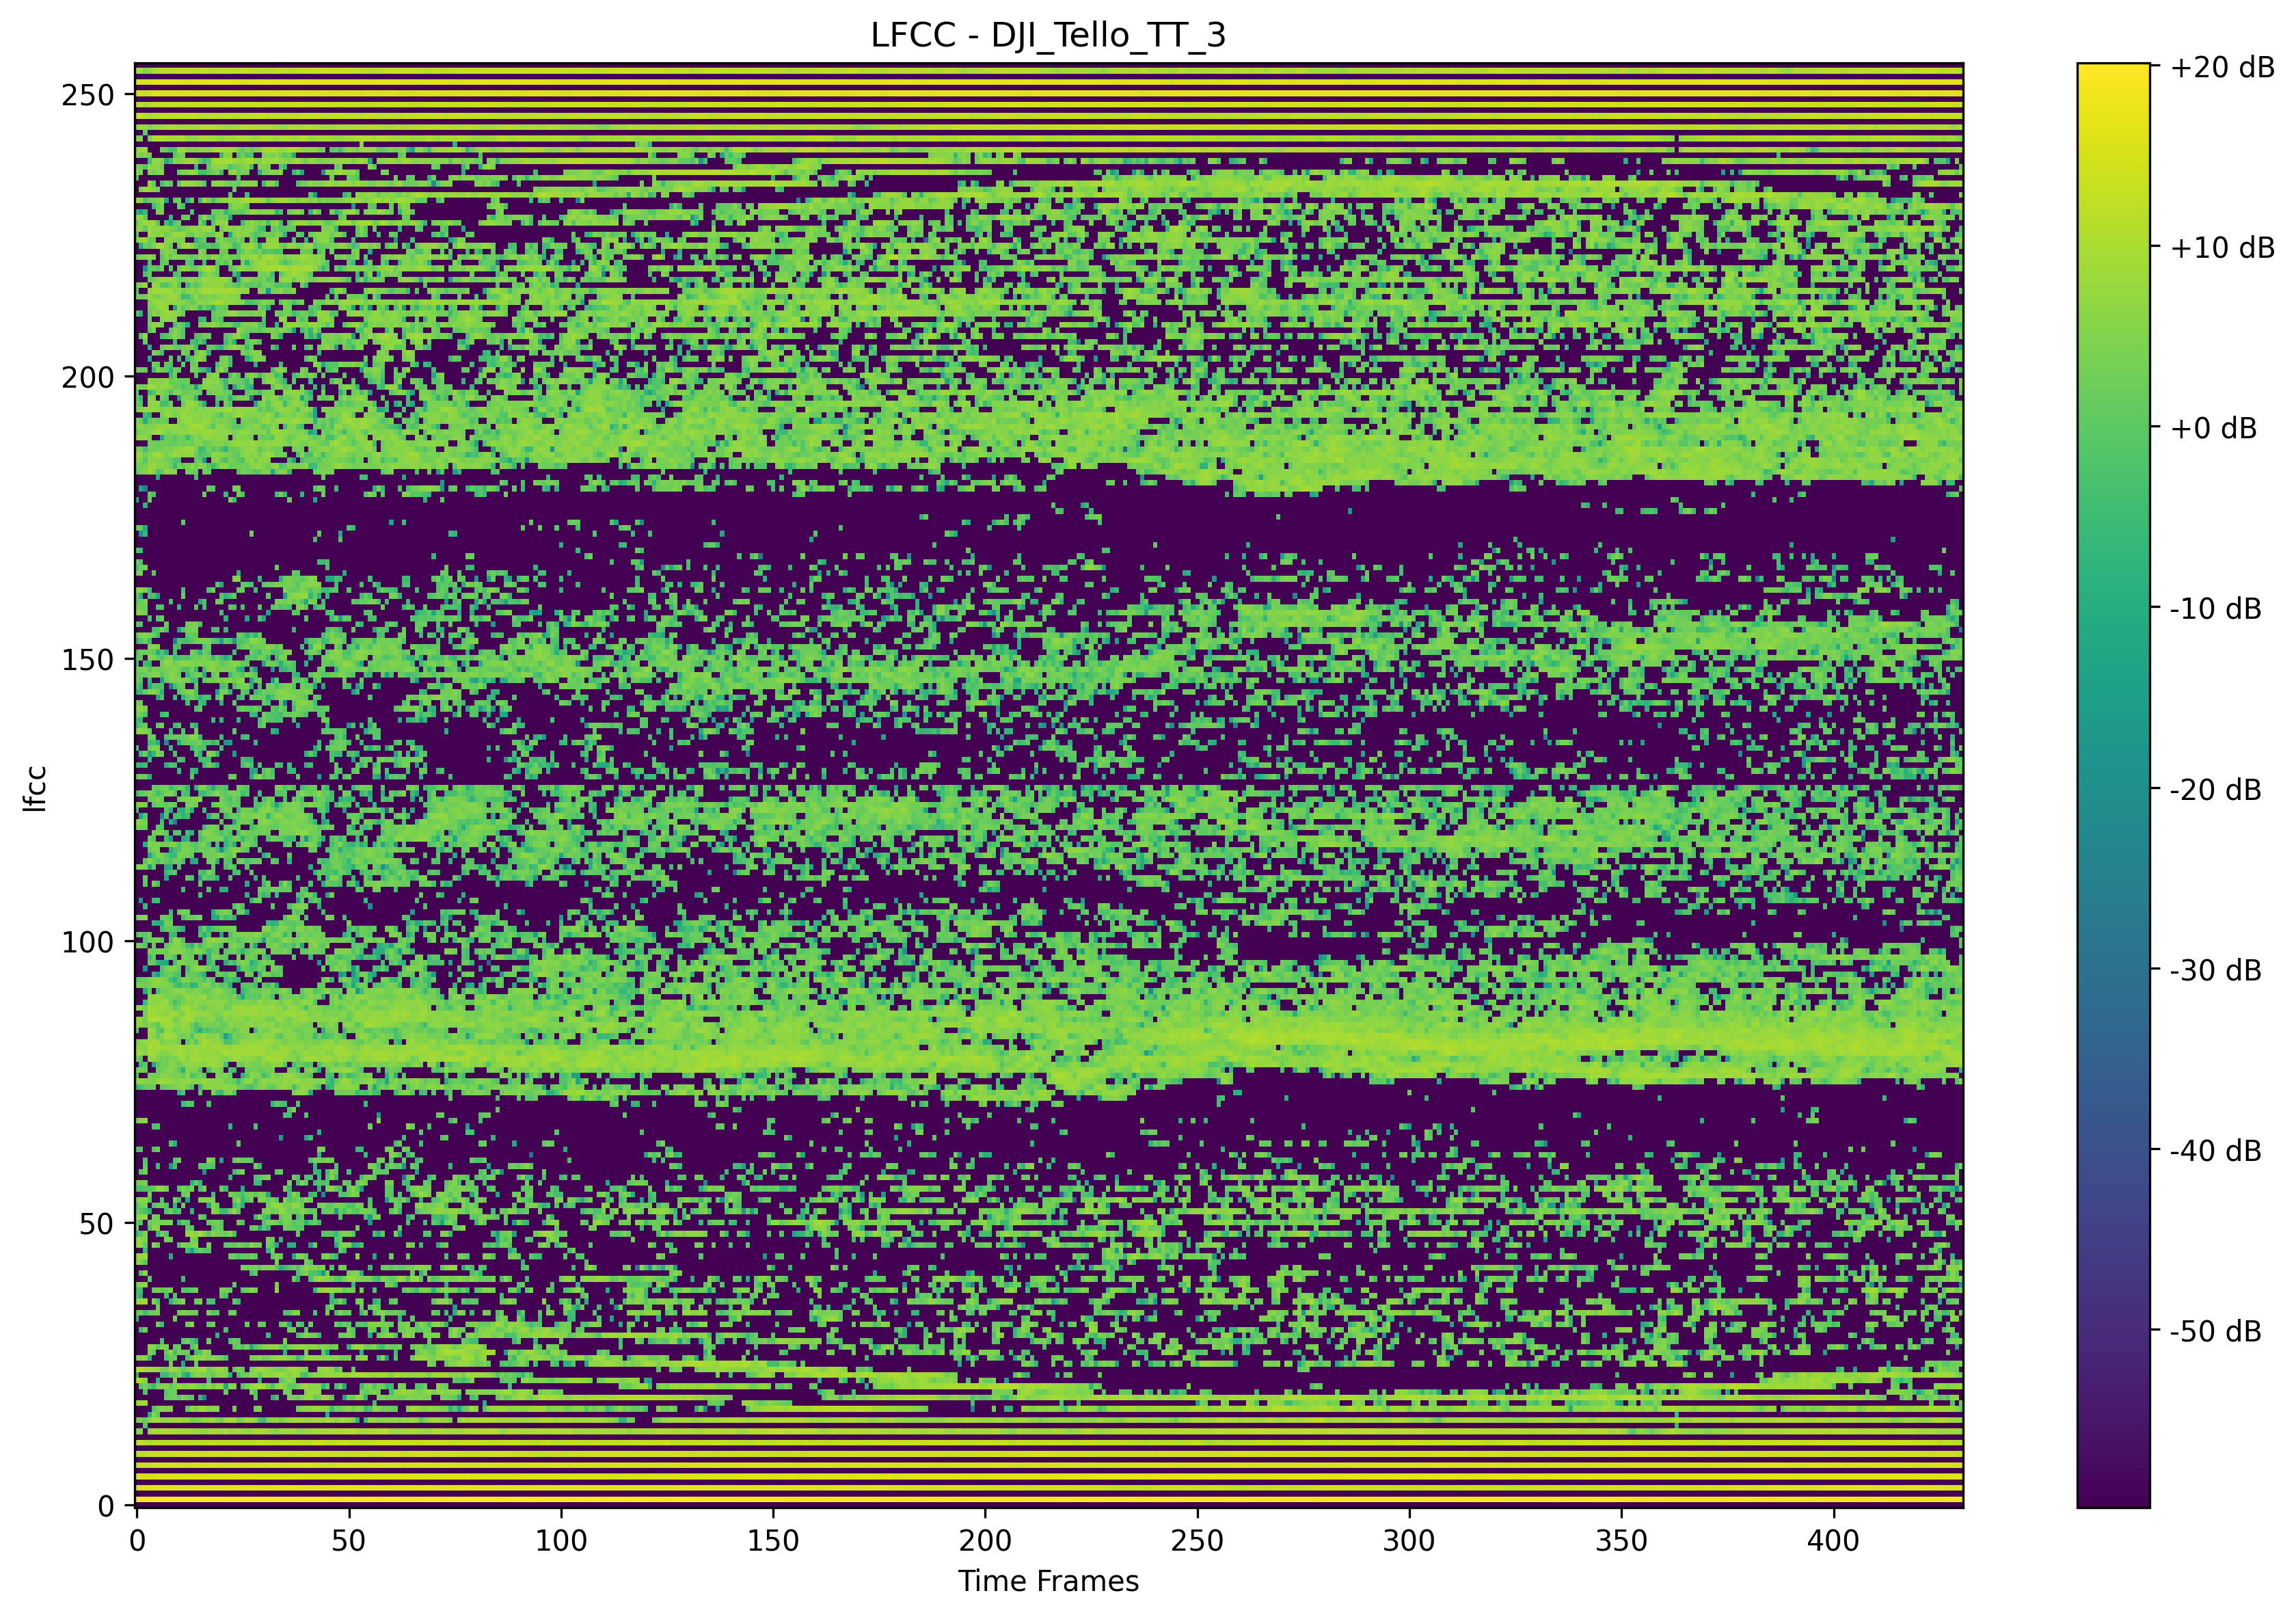 LFCC - DJI_Tello_TT_3
+20 dB
+10 dB
+0 dB
-10 dB
-20 dB
-30 dB
-40 dB
-50 dB
250
200
150
100
50
0
lfcc
0 50 100 150 200 250 300 350 400
Time Frames